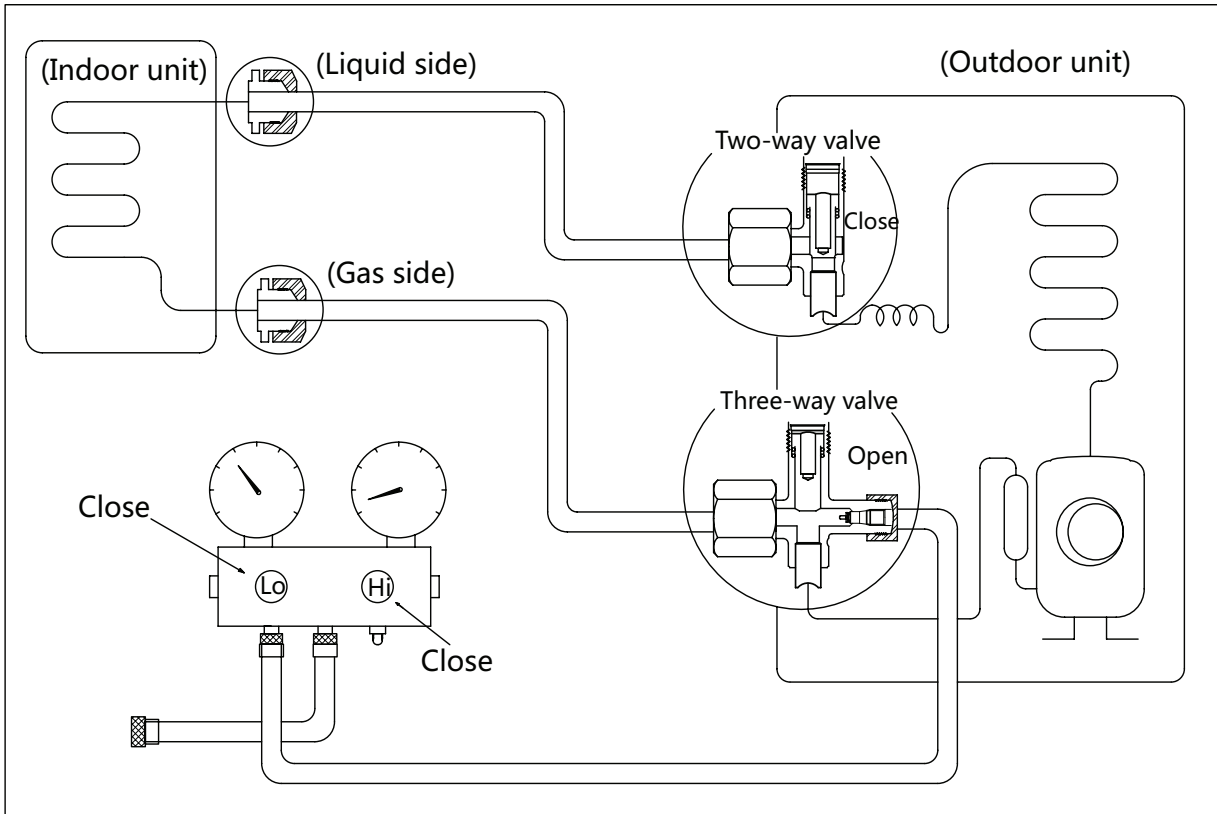 (Indoor unit)
(Liquid side)
(Outdoor unit)
Two-way valve
Close
(Gas side)
Three-way valve
Open
Close
Lo
Hi
Close